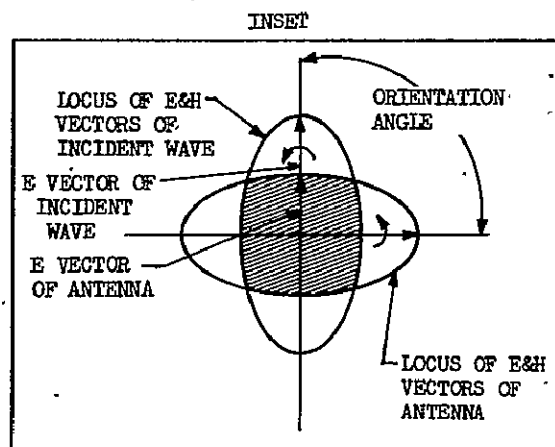 INSET
LOCUS OF E&H
VECTORS OF
INCIDENT WAVE
ORIENTATION
ANGLE
E VECTOR OF
INCIDENT
WAVE
E VECTOR
OF ANTENNA
LOCUS OF E&H
VECTORS OF
ANTENNA